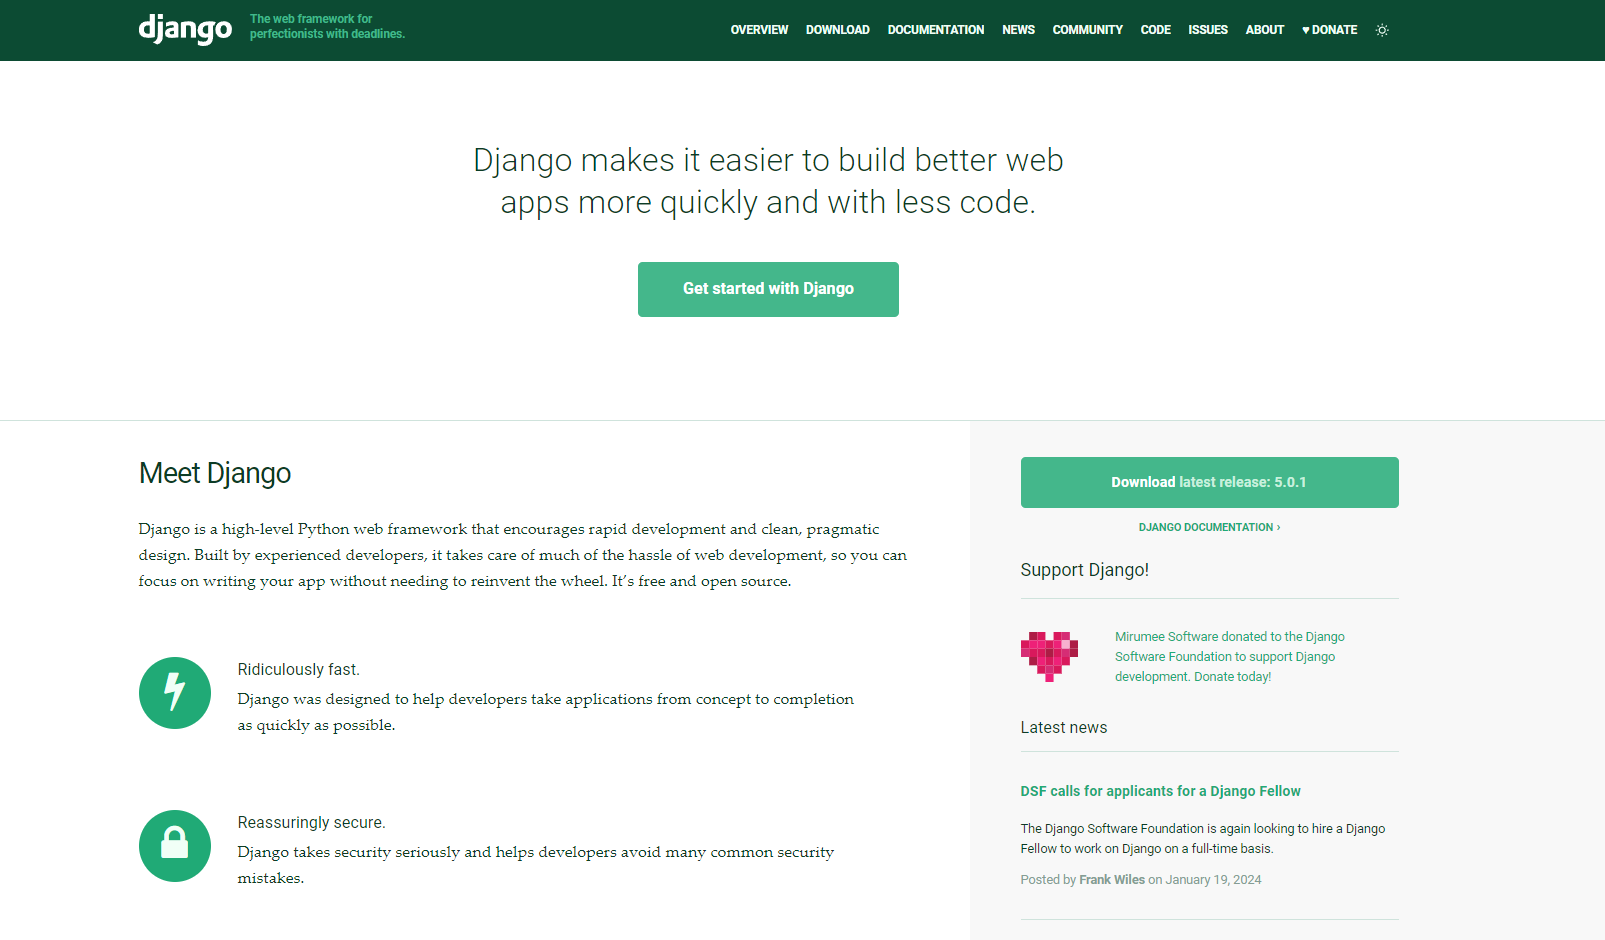 django
The web framework for
perfectionists with deadlines.
OVERVIEW DOWNLOAD DOCUMENTATION NEWS COMMUNITY CODE ISSUES ABOUT ♥ DONATE
Django makes it easier to build better web
apps more quickly and with less code.
Get started with Django
Meet Django
Django is a high-level Python web framework that encourages rapid development and clean, pragmatic
design. Built by experienced developers, it takes care of much of the hassle of web development, so you can
focus on writing your app without needing to reinvent the wheel. It’s free and open source.
Ridiculously fast.
Django was designed to help developers take applications from concept to completion
as quickly as possible.
Reassuringly secure.
Django takes security seriously and helps developers avoid many common security
mistakes.
Download latest release: 5.0.1
DJANGO DOCUMENTATION ›
Support Django!
Mirumee Software donated to the Django
Software Foundation to support Django
development. Donate today!
Latest news
DSF calls for applicants for a Django Fellow
The Django Software Foundation is again looking to hire a Django
Fellow to work on Django on a full-time basis.
Posted by Frank Wiles on January 19, 2024